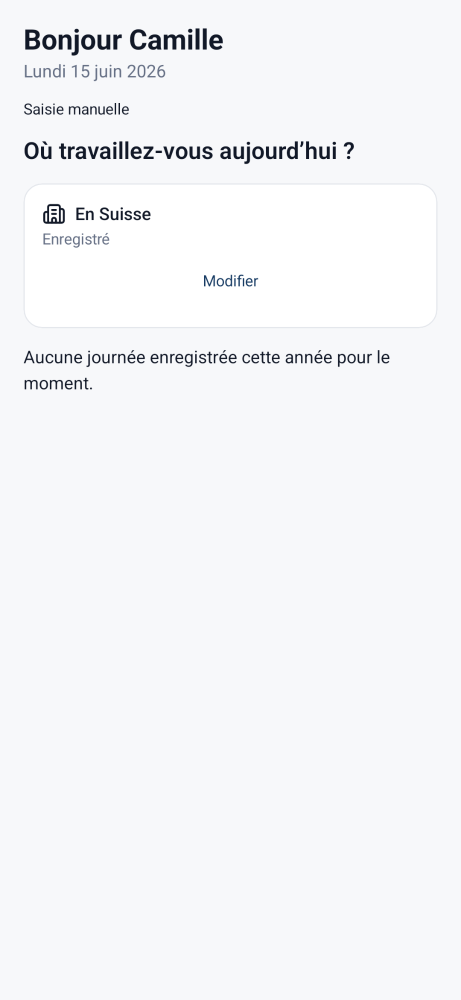 Bonjour Camille
Lundi 15 juin 2026
Saisie manuelle
Où travaillez-vous aujourd’hui ?
En Suisse
Enregistré
Modifier
Aucune journée enregistrée cette année pour le
moment.